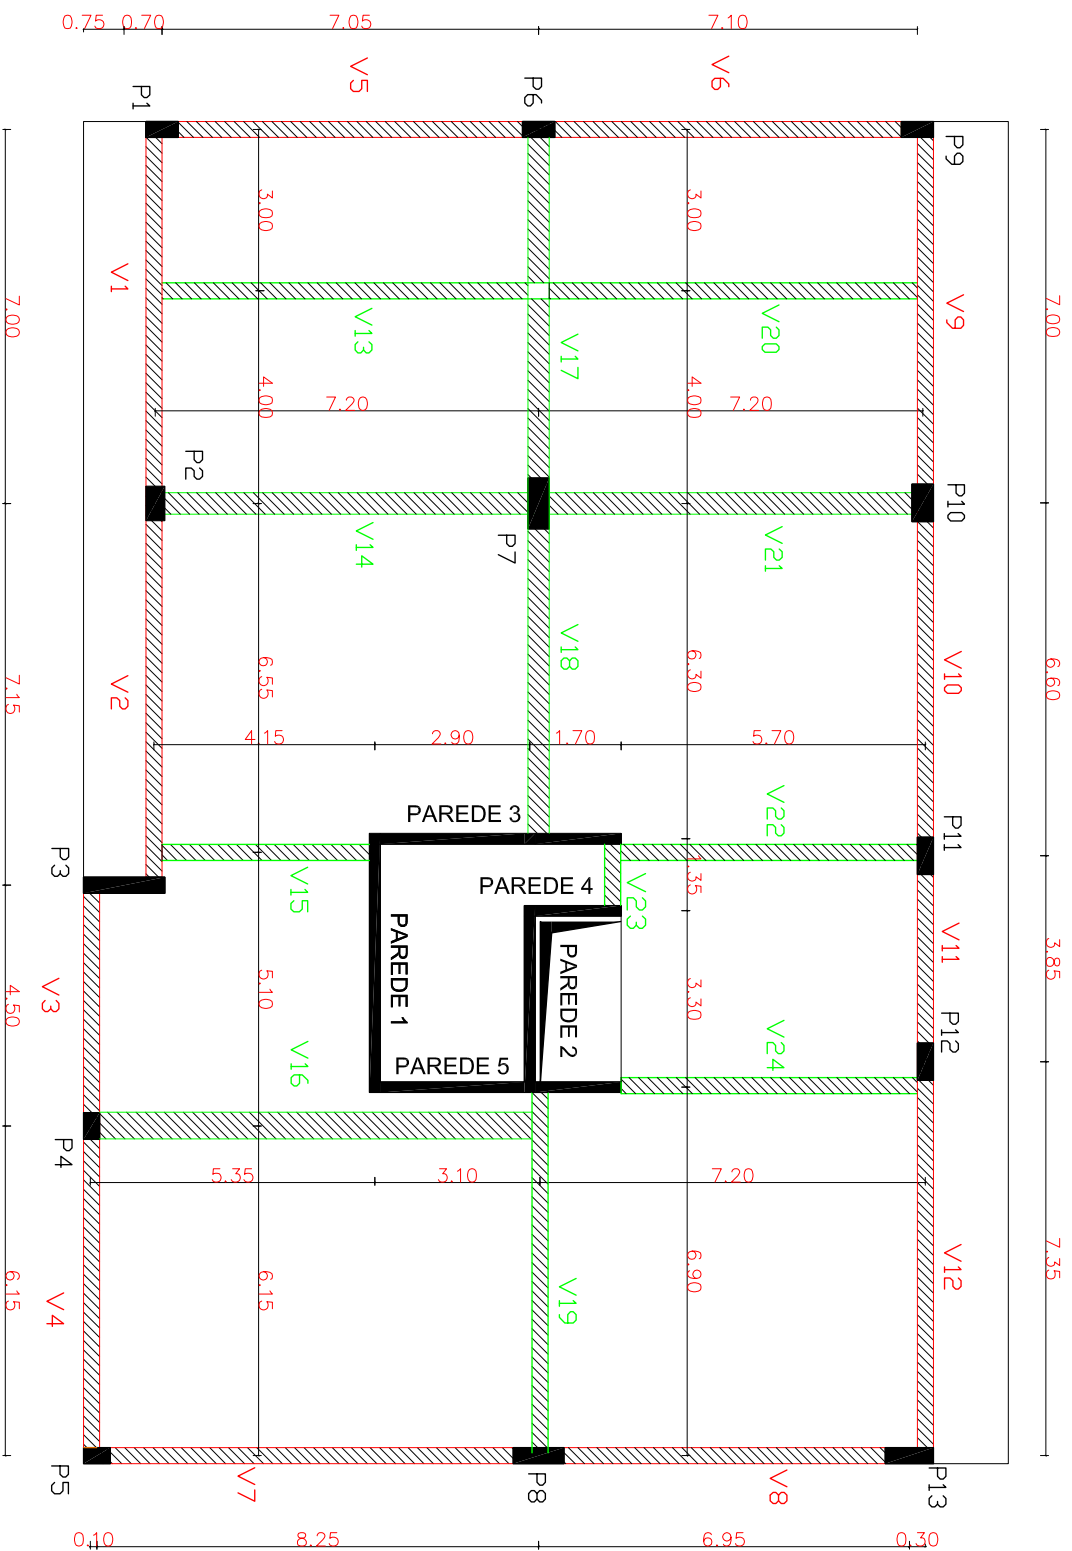 0.75 0.70 7.05 7.10
V5 V6
P1 P6 P9
3.00 3.00
V1 V9
7.00 7.00
V13 V17 V20
4.00 7.20 4.00 7.20
P2 P10
V14 P7 V21
V18
6.55 6.30 V10 6.60
7.15 V2
4.15 2.90 1.70 5.70
V22
PAREDE 3 P11
P3 1.35
V15 PAREDE 4 V23
PAREDE 1 PAREDE 2 V11
V3 5.10 3.30 3.85
4.50 P12
V16 PAREDE 5 V24
P4
5.35 3.10 7.20
V4 6.15 V19 6.90 V12 7.35
6.15
P5 V7 P8 V8 P13
0.10 8.25 6.95 0.30